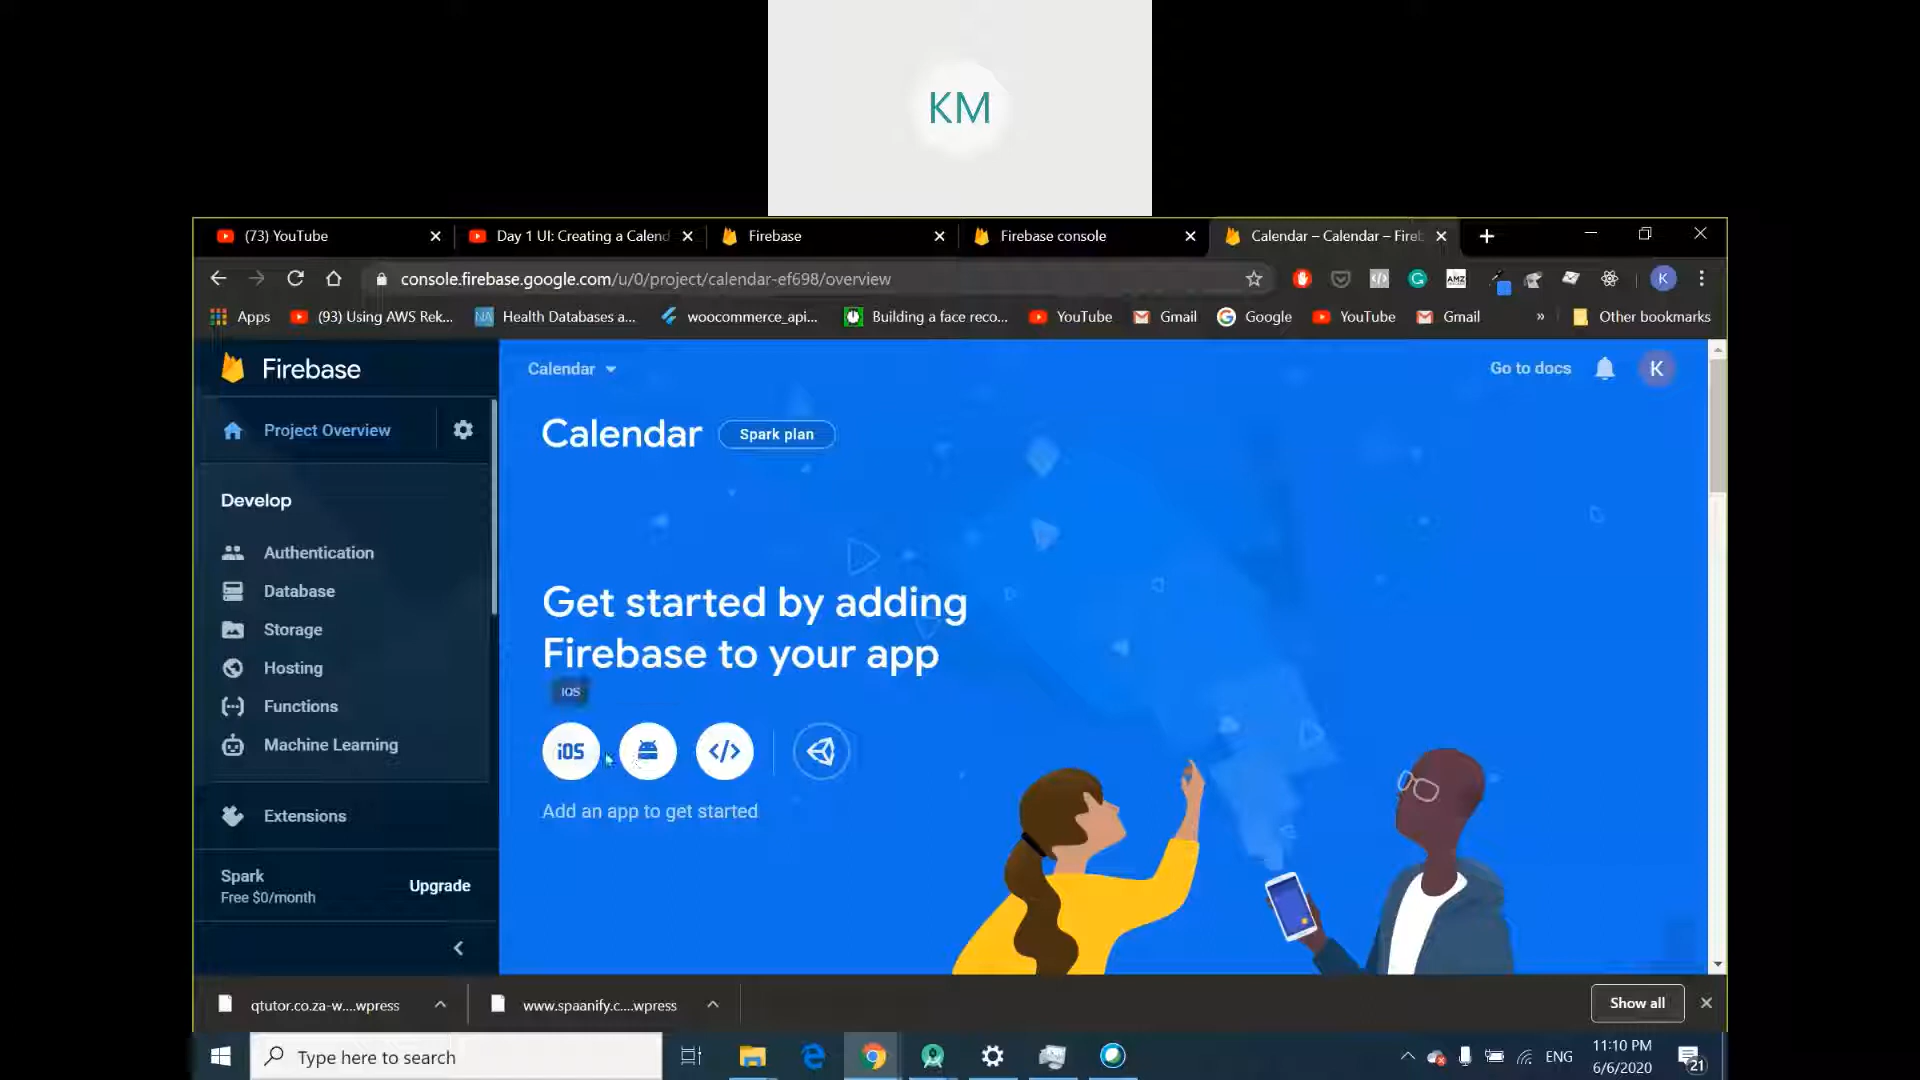 KM
(73) YouTube
Day 1 UI: Creating a Calend
Firebase
Firebase console
Calendar – Calendar – Fireb
console.firebase.google.com/u/0/project/calendar-ef698/overview
AMZ
K
Apps
(93) Using AWS Rek...
NA
Health Databases a...
woocommerce_api...
Building a face reco...
YouTube
Gmail
Google
YouTube
Gmail
»
Other bookmarks
Firebase
Calendar
Go to docs
K
Project Overview
Calendar
Spark plan
Develop
Authentication
Database
Storage
Hosting
Functions
Machine Learning
Extensions
Spark
Free $0/month
Upgrade
Get started by adding
Firebase to your app
iOS
iOS
</>
Add an app to get started
qtutor.co.za-w....wpress
www.spaanify.c....wpress
Show all
Type here to search
ENG
11:10 PM
6/6/2020
21